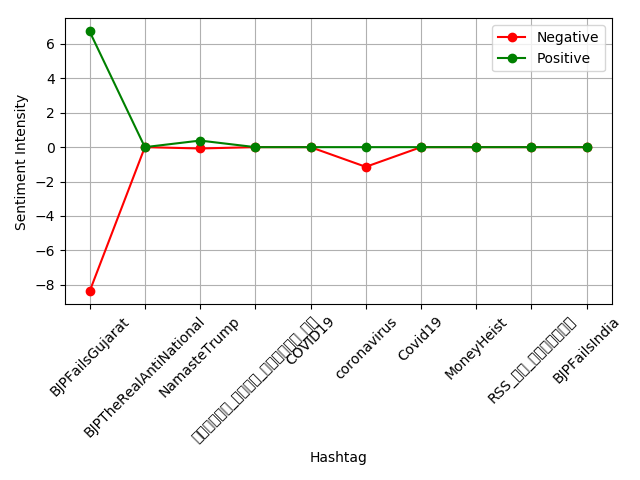 Negative
Positive
6
4
2
0
−2
−4
−6
−8
Sentiment Intensity
BJPFailsGujarat
BJPTheRealAntiNational
NamasteTrump
COVID19
coronavirus
Covid19
MoneyHeist
RSS_
BJPFailsIndia
Hashtag